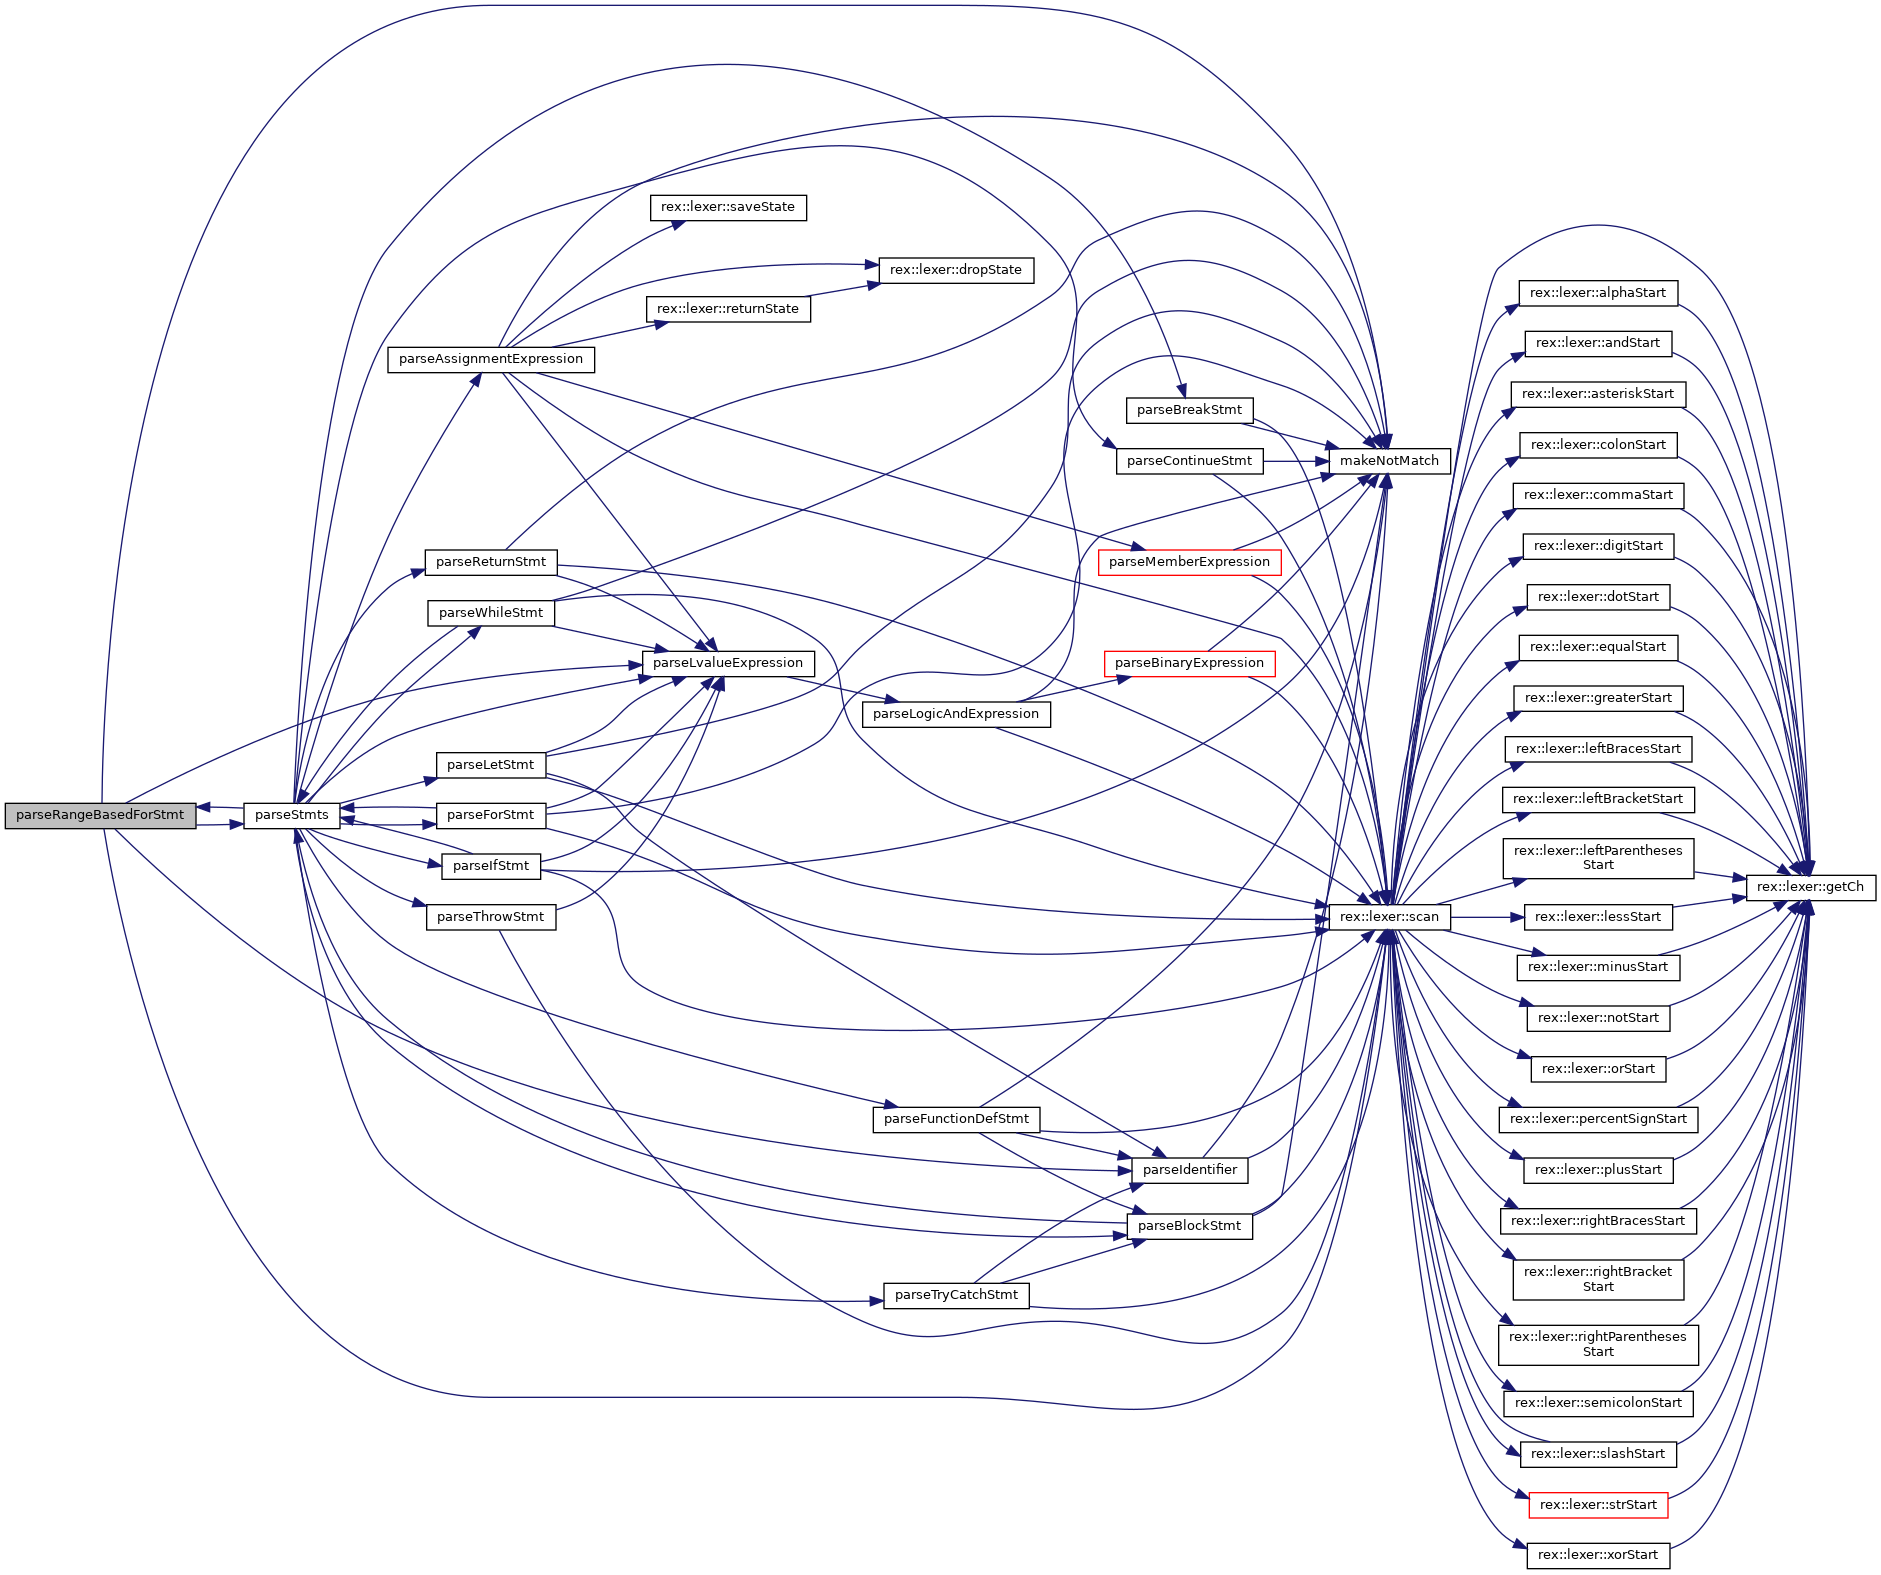 parseRangeBasedForStmt
parseStmts
parseAssignmentExpression
parseReturnStmt
parseWhileStmt
parseLetStmt
parseForStmt
parseIfStmt
parseThrowStmt
rex::lexer::saveState
rex::lexer::returnState
parseLvalueExpression
rex::lexer::dropState
parseLogicAndExpression
parseFunctionDefStmt
parseTryCatchStmt
parseBreakStmt
parseContinueStmt
parseMemberExpression
parseBinaryExpression
parseIdentifier
parseBlockStmt
makeNotMatch
rex::lexer::scan
rex::lexer::alphaStart
rex::lexer::andStart
rex::lexer::asteriskStart
rex::lexer::colonStart
rex::lexer::commaStart
rex::lexer::digitStart
rex::lexer::dotStart
rex::lexer::equalStart
rex::lexer::greaterStart
rex::lexer::leftBracesStart
rex::lexer::leftBracketStart
rex::lexer::leftParentheses
Start
rex::lexer::lessStart
rex::lexer::minusStart
rex::lexer::notStart
rex::lexer::orStart
rex::lexer::percentSignStart
rex::lexer::plusStart
rex::lexer::rightBracesStart
rex::lexer::rightBracket
Start
rex::lexer::rightParentheses
Start
rex::lexer::semicolonStart
rex::lexer::slashStart
rex::lexer::strStart
rex::lexer::xorStart
rex::lexer::getCh